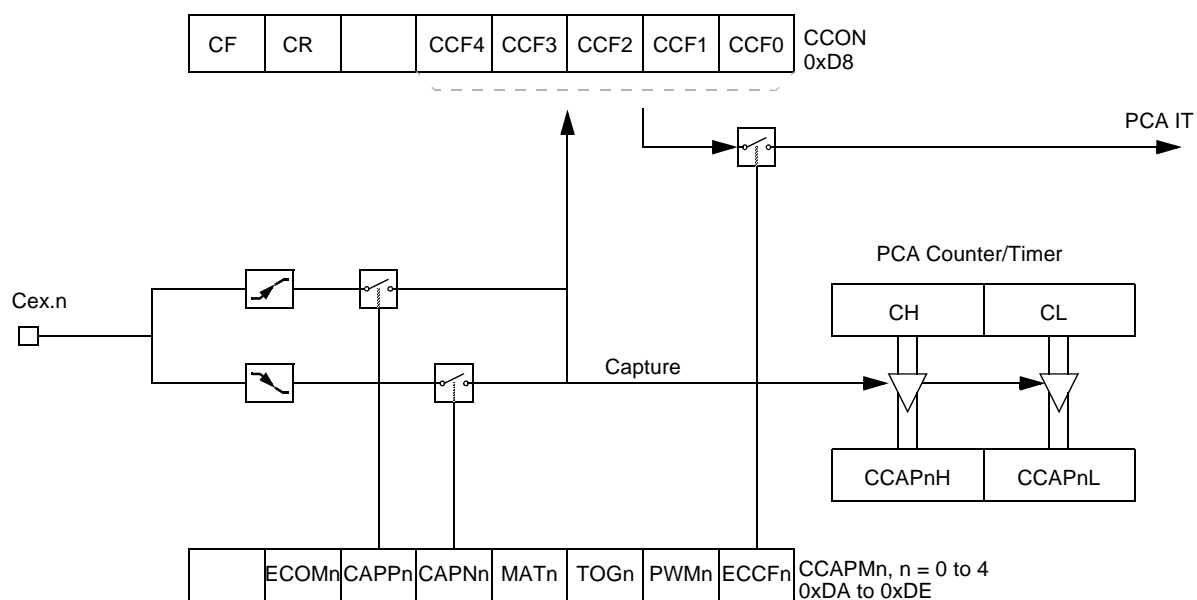 CF CR CCF4 CCF3 CCF2 CCF1 CCF0 CCON
0xD8
PCA IT
PCA Counter/Timer
Cex.n
CH CL
Capture
CCAPnH CCAPnL
ECOMn CAPPn CAPNn MATn TOGn PWMn ECCFn CCAPMn, n = 0 to 4
0xDA to 0xDE